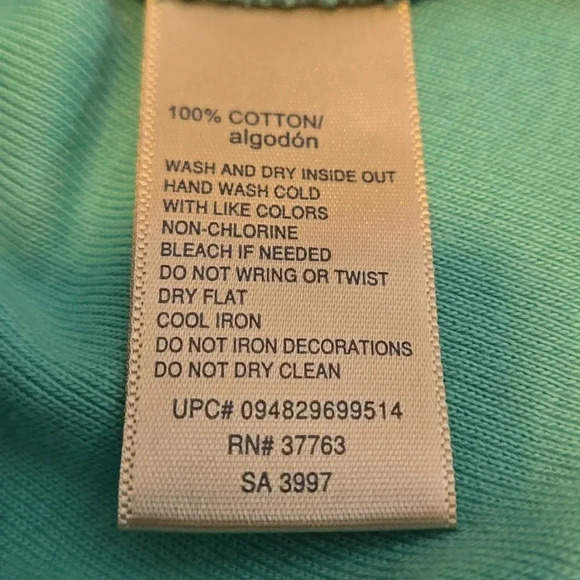 100% COTTON/
algodón
WASH AND DRY INSIDE OUT
HAND WASH COLD
WITH LIKE COLORS
NON-CHLORINE
BLEACH IF NEEDED
DO NOT WRING OR TWIST
DRY FLAT
COOL IRON
DO NOT IRON DECORATIONS
DO NOT DRY CLEAN
UPC# 094829699514
RN# 37763
SA 3997